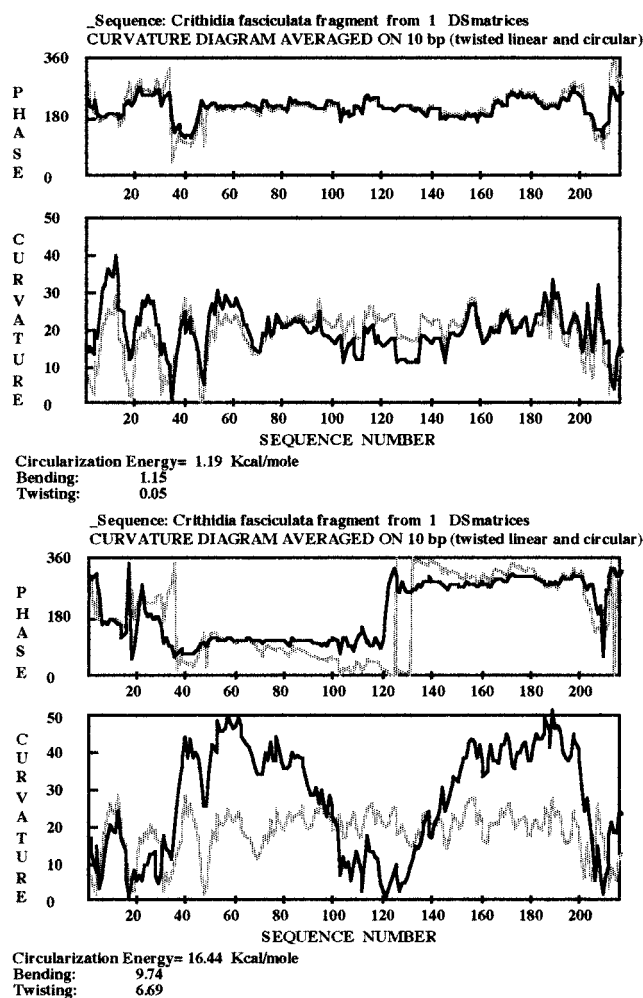 _Sequence: Crithidia fasciculata fragment from 1 DSmatrices
CURVATURE DIAGRAM AVERAGED ON 10 bp (twisted linear and circular)
PHASE
360
180
0
20 40 60 80 100 120 140 160 180 200
CURVATURE
50
40
30
20
10
0
20 40 60 80 100 120 140 160 180 200
SEQUENCE NUMBER
Circularization Energy= 1.19 Kcal/mole
Bending: 1.15
Twisting: 0.05
_Sequence: Crithidia fasciculata fragment from 1 DSmatrices
CURVATURE DIAGRAM AVERAGED ON 10 bp (twisted linear and circular)
PHASE
360
180
0
20 40 60 80 100 120 140 160 180 200
CURVATURE
50
40
30
20
10
0
20 40 60 80 100 120 140 160 180 200
SEQUENCE NUMBER
Circularization Energy= 16.44 Kcal/mole
Bending: 9.74
Twisting: 6.69